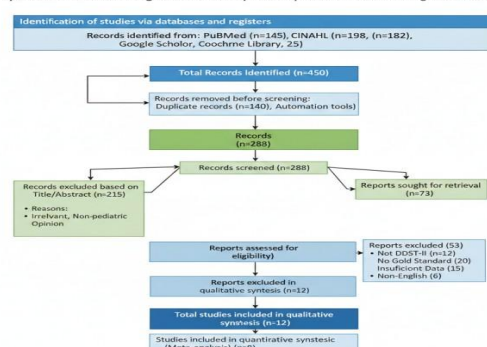 Identification of studies via databases and registers
Records identified from: PuBMed (n=145), CINAHL (n=198, (n=182),
Google Scholor, Coochrne Library, 25)
Total Records Identified (n=450)
Records removed before screening:
Duplicate records (n=140), Automation tools)
Records
(n=288)
Records screened (n=288)
Records excluded based on
Title/Abstract (n=215)
• Reasons:
• Irrelvant, Non-pediatric
Opinion
Reports sought for retrieval
(n=73)
Reports assessed for
eligibility)
Reports excluded (53)
• Not DDST-II (n=12)
No Gold Standard (20)
Insuficient Data (15)
• Non-English (6)
Reports excluded in
qualitative syntesis (n=12)
Total studies included in qualitative
synthesis (n=12)
Studies included in quantirative synstesic